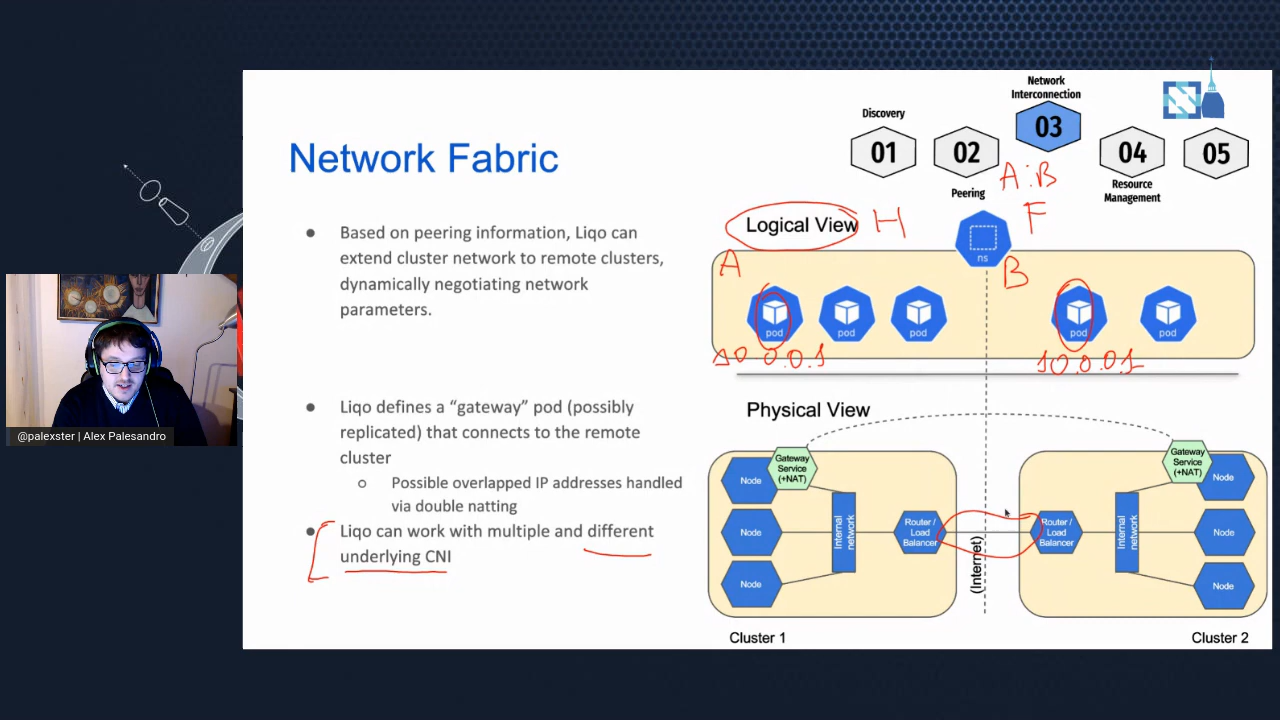 Network
Interconnection
Discovery
01
02
03
04
05
Peering
Resource
Management
A:B
F
Network Fabric
● Based on peering information, Liqo can
extend cluster network to remote clusters,
dynamically negotiating network
parameters.
● Liqo defines a “gateway” pod (possibly
replicated) that connects to the remote
cluster
○ Possible overlapped IP addresses handled
via double natting
● Liqo can work with multiple and different
underlying CNI
Logical View
H
ns
A
B
pod
pod
pod
pod
pod
10.0.0.1
10.0.0.1
Physical View
Gateway
Service
(+NAT)
Node
Node
Node
Internal
network
Router /
Load
Balancer
(Internet)
Router /
Load
Balancer
Internal
network
Gateway
Service
(+NAT)
Node
Node
Node
Cluster 1
Cluster 2
@palexster | Alex Palesandro